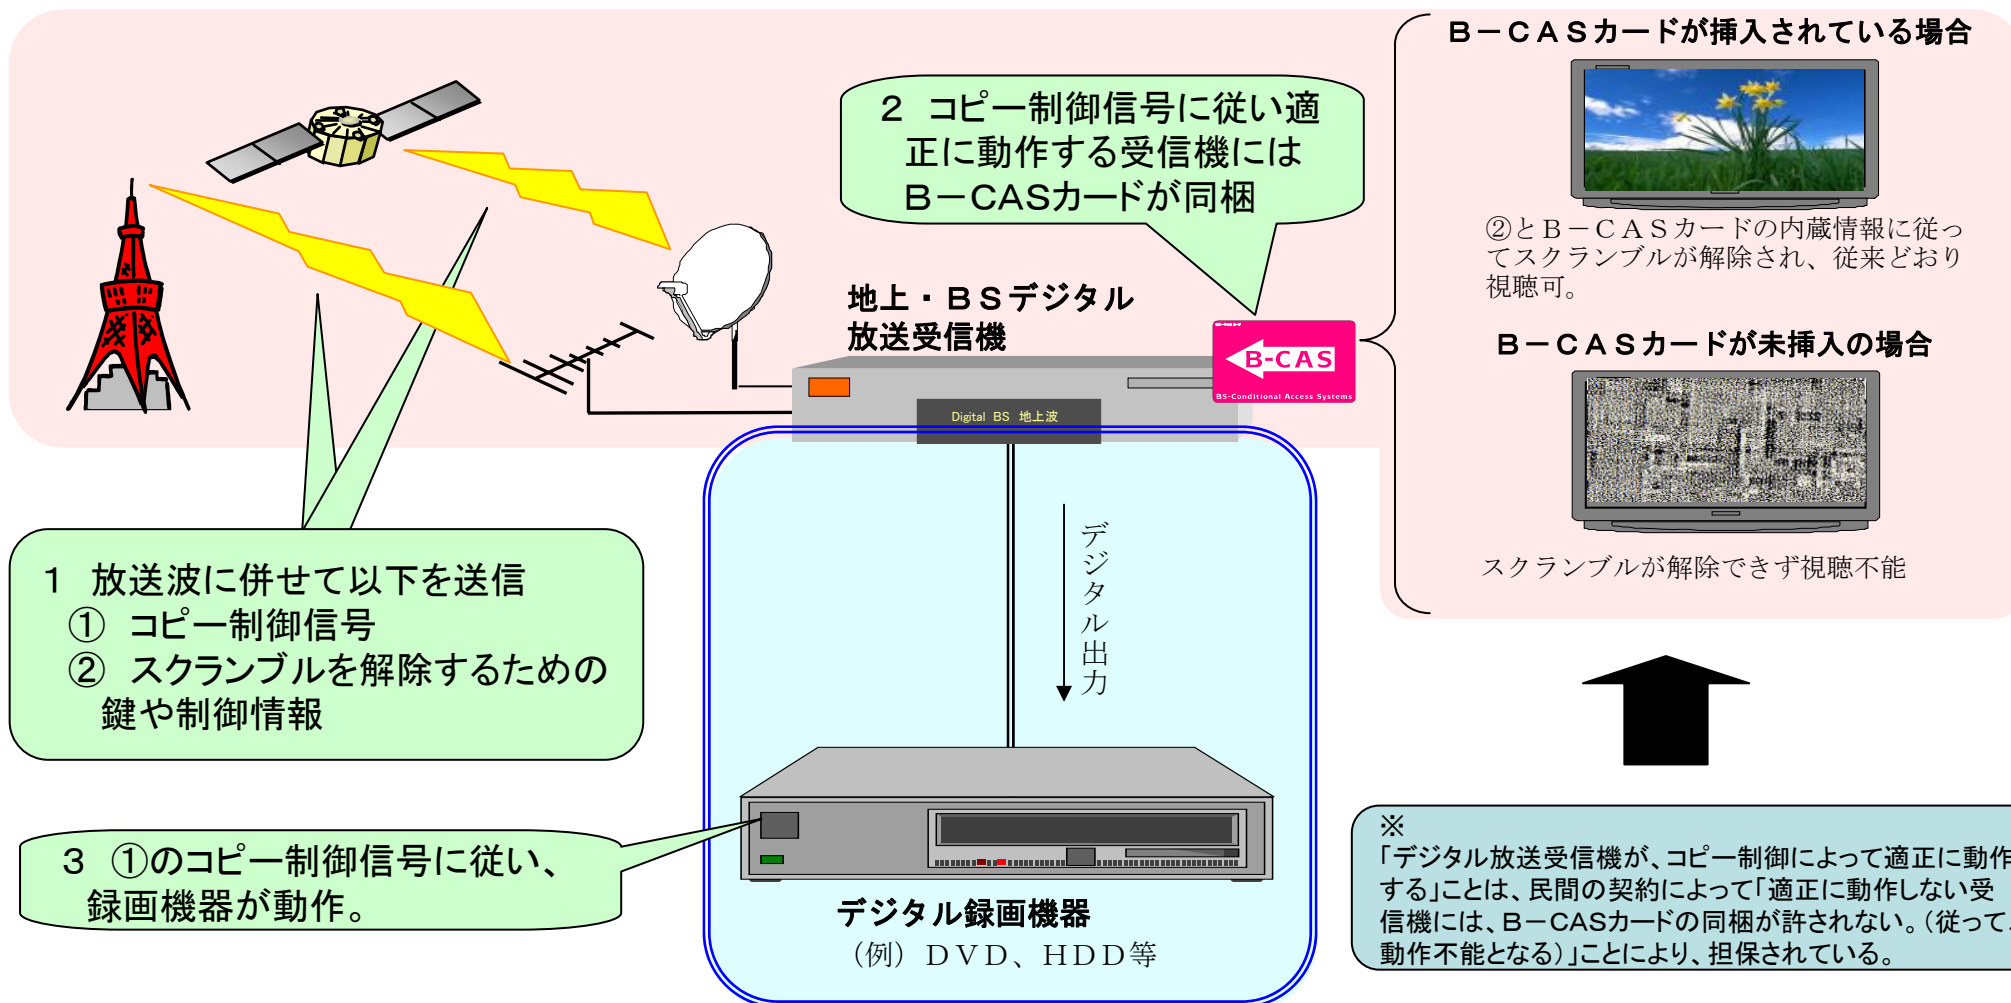 B-CASカードが挿入されている場合
2 コピー制御信号に従い適
正に動作する受信機には
B-CASカードが同梱
②とB-CASカードの内蔵情報に従っ
てスクランブルが解除され、従来どおり
視聴可。
地上・BSデジタル
放送受信機
B-CAS
BS-Conditional Access Systems
Digital BS 地上波
B-CASカードが未挿入の場合
スクランブルが解除できず視聴不能
1 放送波に併せて以下を送信
① コピー制御信号
② スクランブルを解除するための
鍵や制御情報
デジタル出力
3 ①のコピー制御信号に従い、
録画機器が動作。
デジタル録画機器
(例)DVD、HDD等
※
「デジタル放送受信機が、コピー制御によって適正に動作
する」ことは、民間の契約によって「適正に動作しない受
信機には、B-CASカードの同梱が許されない。(従って、
動作不能となる)」ことにより、担保されている。